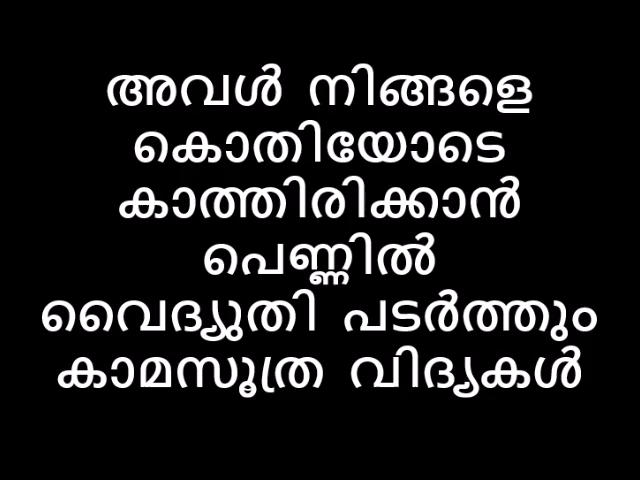 അവൾ നിങ്ങളെ
കൊതിയോടെ
കാത്തിരിക്കാൻ
പെണ്ണിൽ
വൈദ്യുതി പടർത്തും
കാമസൂത്ര വിദ്യകൾ